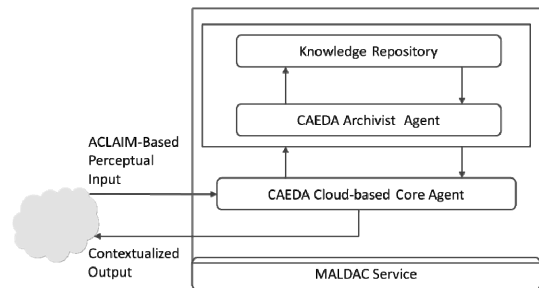 Knowledge Repository
CAEDA Archivist Agent
ACLAIM-Based
Perceptual
Input
CAEDA Cloud-based Core Agent
Contextualized
Output
MALDAC Service